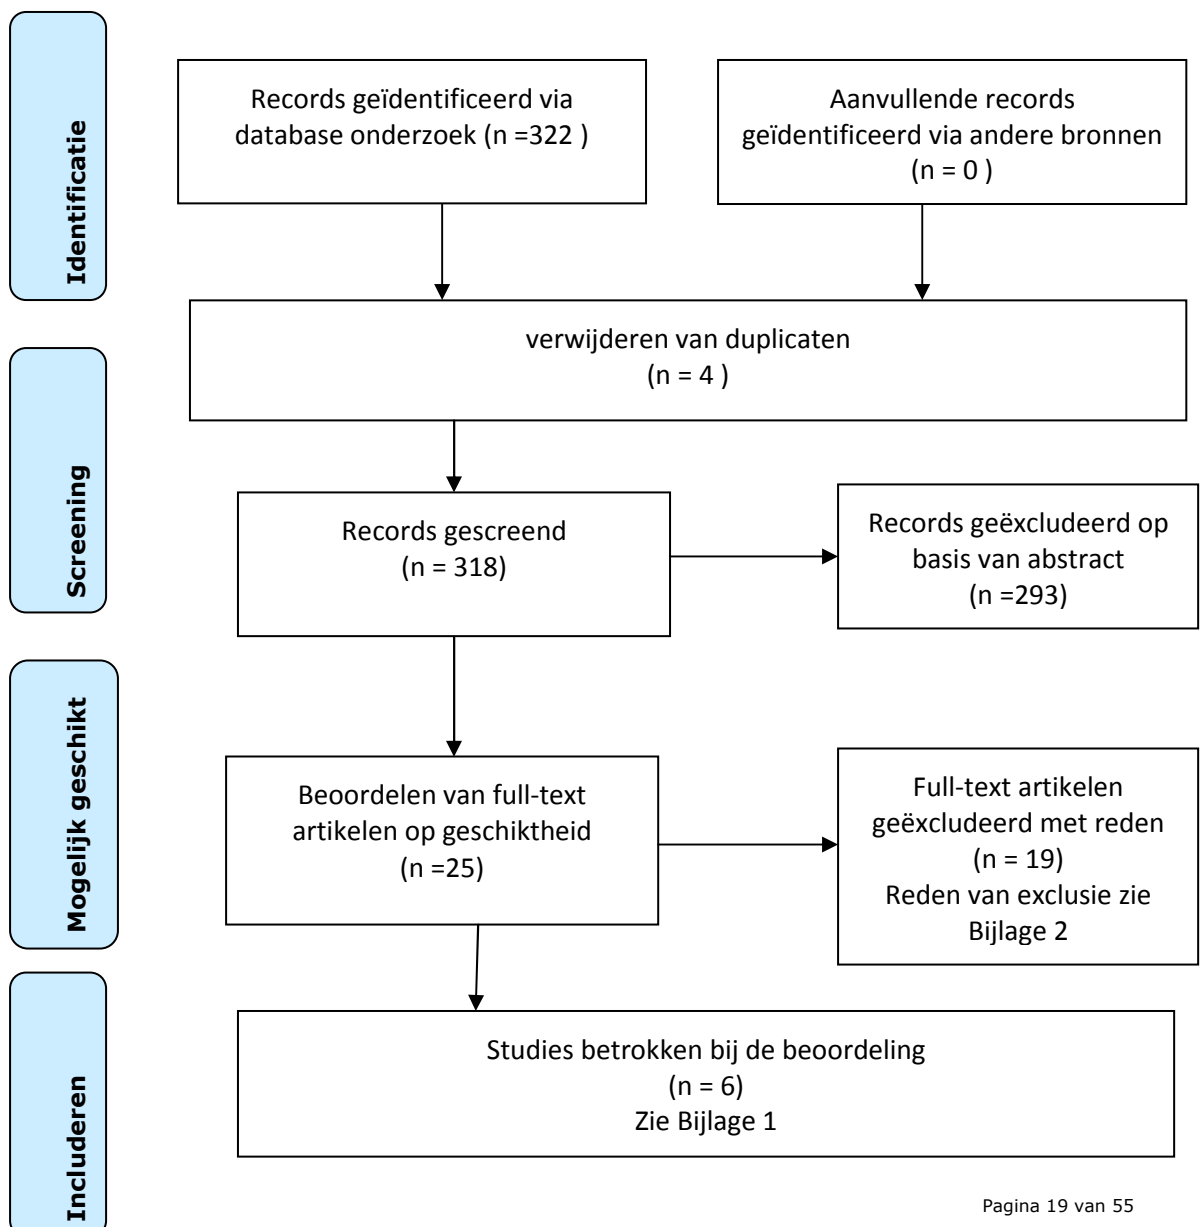 Identificatie
Records geïdentificeerd via
database onderzoek (n =322 )
Aanvullende records
geïdentificeerd via andere bronnen
(n = 0 )
verwijderen van duplicaten
(n = 4 )
Screening
Records gescreend
(n = 318)
Records geëxcludeerd op
basis van abstract
(n =293)
Mogelijk geschikt
Beoordelen van full-text
artikelen op geschiktheid
(n =25)
Full-text artikelen
geëxcludeerd met reden
(n = 19)
Reden van exclusie zie
Bijlage 2
Includeren
Studies betrokken bij de beoordeling
(n = 6)
Zie Bijlage 1
Pagina 19 van 55